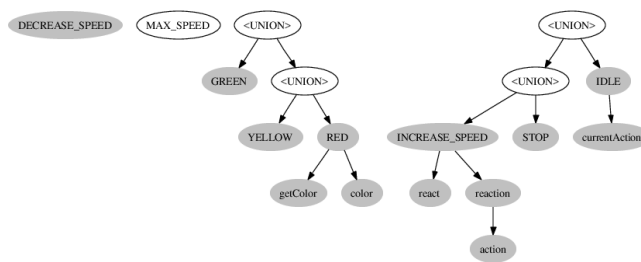 DECREASE_SPEED MAX_SPEED <UNION> <UNION>
GREEN <UNION> <UNION> IDLE
YELLOW RED INCREASE_SPEED STOP currentAction
getColor color react reaction
action